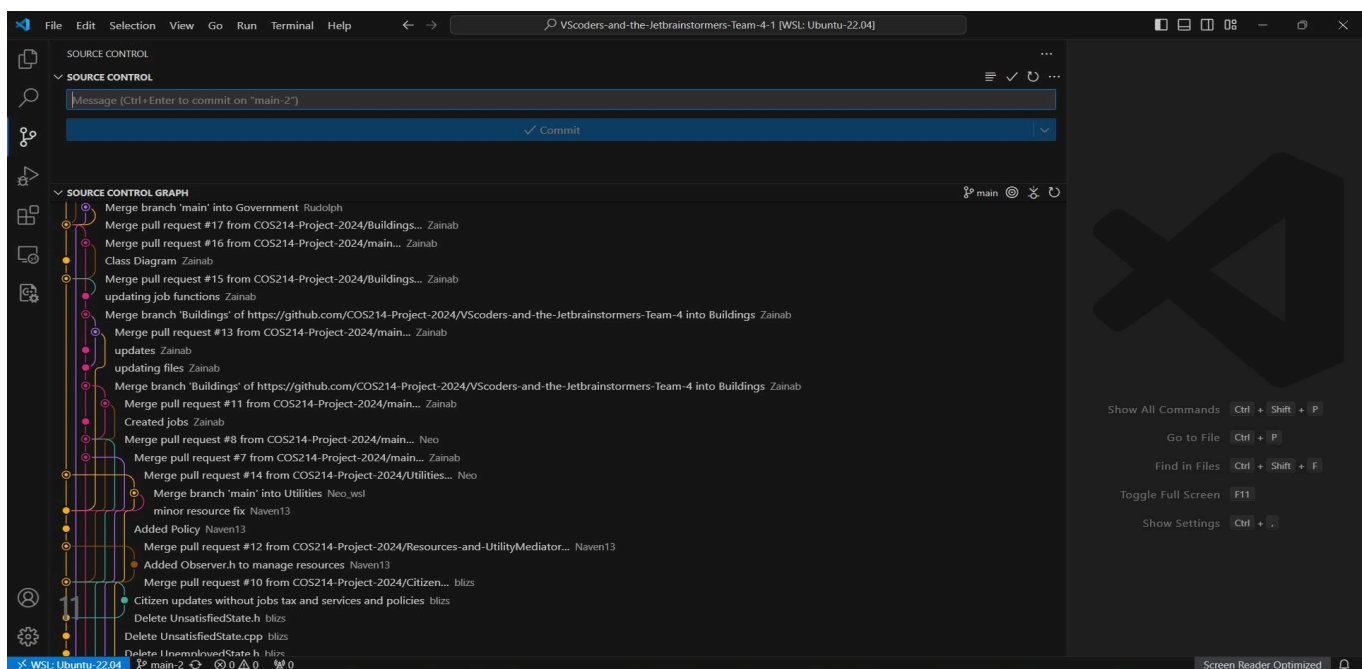 File Edit Selection View Go Run Terminal Help VScoders-and-the-Jetbrainstormers-Team-4-1 [WSL: Ubuntu-22.04]
SOURCE CONTROL
SOURCE CONTROL
Message (Ctrl+Enter to commit on "main-2")
Commit
SOURCE CONTROL GRAPH main
Merge branch 'main' into Government Rudolph
Merge pull request #17 from COS214-Project-2024/Buildings... Zainab
Merge pull request #16 from COS214-Project-2024/main... Zainab
Class Diagram Zainab
Merge pull request #15 from COS214-Project-2024/Buildings... Zainab
updating job functions Zainab
Merge branch 'Buildings' of https://github.com/COS214-Project-2024/VScoders-and-the-Jetbrainstormers-Team-4 into Buildings Zainab
Merge pull request #13 from COS214-Project-2024/main... Zainab
updates Zainab
updating files Zainab
Merge branch 'Buildings' of https://github.com/COS214-Project-2024/VScoders-and-the-Jetbrainstormers-Team-4 into Buildings Zainab
Merge pull request #11 from COS214-Project-2024/main... Zainab
Created jobs Zainab
Merge pull request #8 from COS214-Project-2024/main... Neo
Merge pull request #7 from COS214-Project-2024/main... Zainab
Merge pull request #14 from COS214-Project-2024/Utilities... Neo
Merge branch 'main' into Utilities Neo_wsl
minor resource fix Naven13
Added Policy Naven13
Merge pull request #12 from COS214-Project-2024/Resources-and-UtilityMediator... Naven13
Added Observer.h to manage resources Naven13
Merge pull request #10 from COS214-Project-2024/Citizen... blizs
Citizen updates without jobs tax and services and policies blizs
Delete UnsatisfiedState.h blizs
Delete UnsatisfiedState.cpp blizs
Delete UnemployedState.h blizs
11
Show All Commands Ctrl + Shift + P
Go to File Ctrl + P
Find in Files Ctrl + Shift + F
Toggle Full Screen F11
Show Settings Ctrl + ,
WSL: Ubuntu-22.04 main-2 0 0 0 Screen Reader Optimized